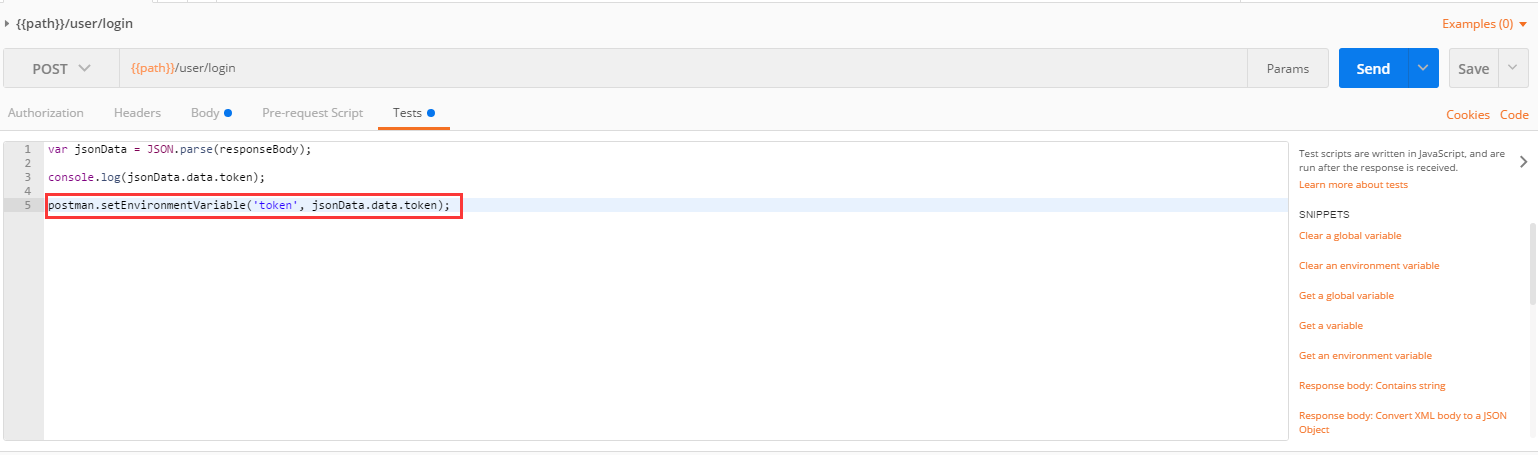 {{path}}/user/login
Examples (0)
POST
{{path}}/user/login
Params
Send
Save
Authorization
Headers
Body
Pre-request Script
Tests
Cookies
Code
1 var jsonData = JSON.parse(responseBody);
2
3 console.log(jsonData.data.token);
4
5 postman.setEnvironmentVariable('token', jsonData.data.token);
Test scripts are written in JavaScript, and are
run after the response is received.
Learn more about tests
SNIPPETS
Clear a global variable
Clear an environment variable
Get a global variable
Get a variable
Get an environment variable
Response body: Contains string
Response body: Convert XML body to a JSON
Object